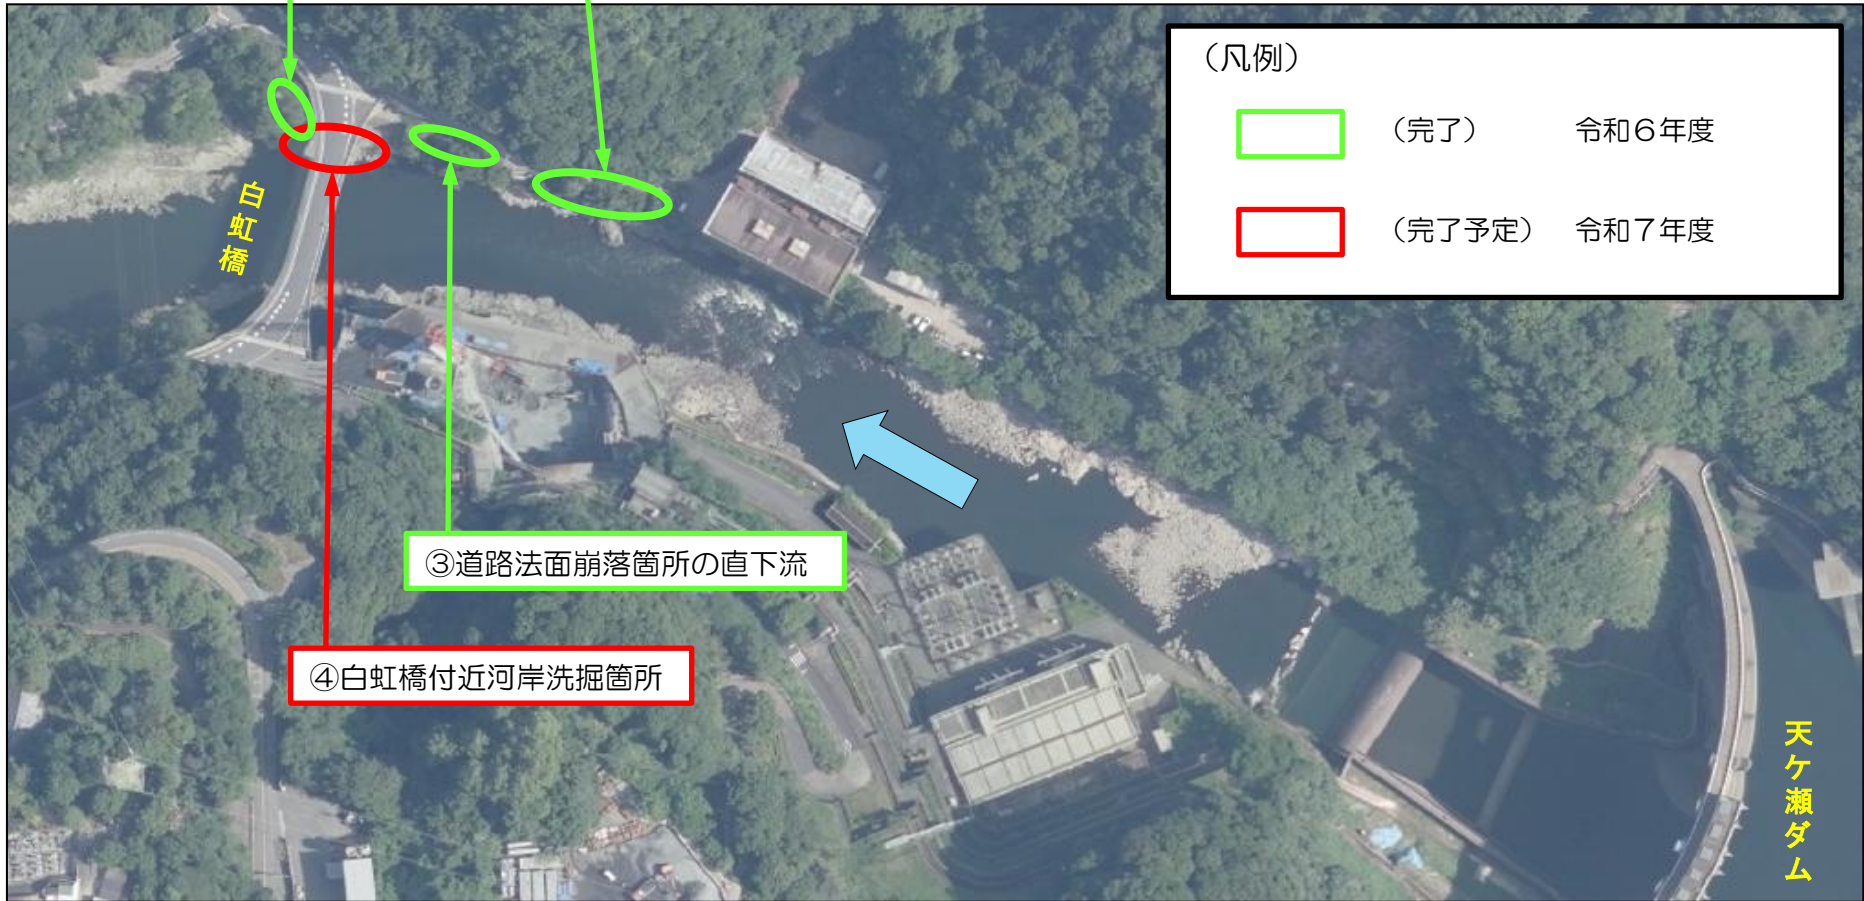 （凡例）
（完了） 令和６年度
（完了予定） 令和７年度
白虹橋
③道路法面崩落箇所の直下流
④白虹橋付近河岸洗掘箇所
天ケ瀬ダム